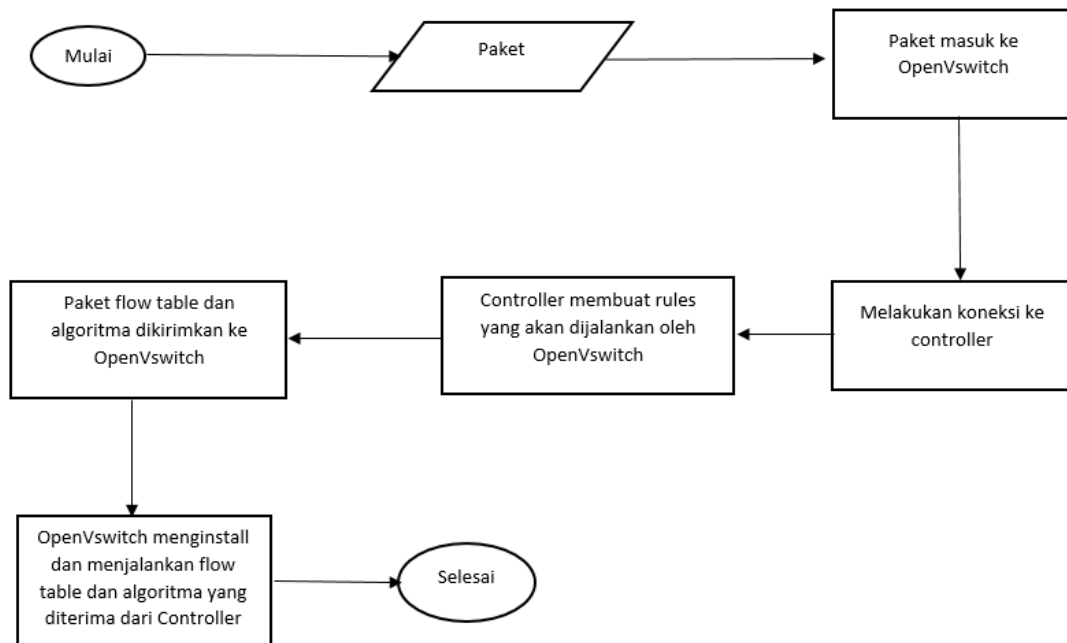 Mulai
Paket
Paket masuk ke
OpenVswitch
Melakukan koneksi ke
controller
Controller membuat rules
yang akan dijalankan oleh
OpenVswitch
Paket flow table dan
algoritma dikirimkan ke
OpenVswitch
OpenVswitch menginstall
dan menjalankan flow
table dan algoritma yang
diterima dari Controller
Selesai